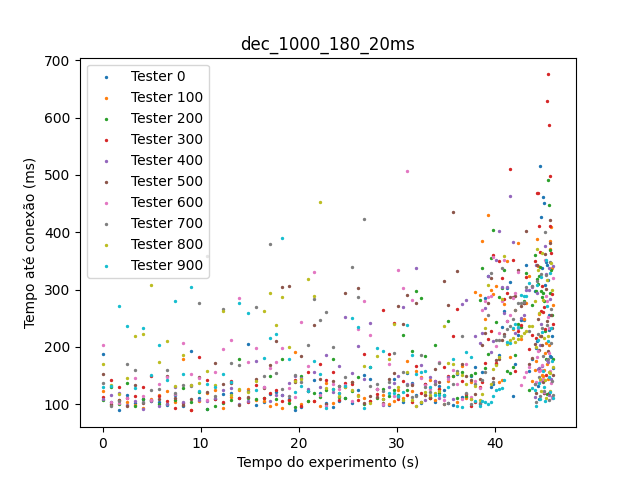 dec_1000_180_20ms
Tempo até conexão (ms)
700
600
500
400
300
200
100
Tester 0
Tester 100
Tester 200
Tester 300
Tester 400
Tester 500
Tester 600
Tester 700
Tester 800
Tester 900
0 10 20 30 40
Tempo do experimento (s)